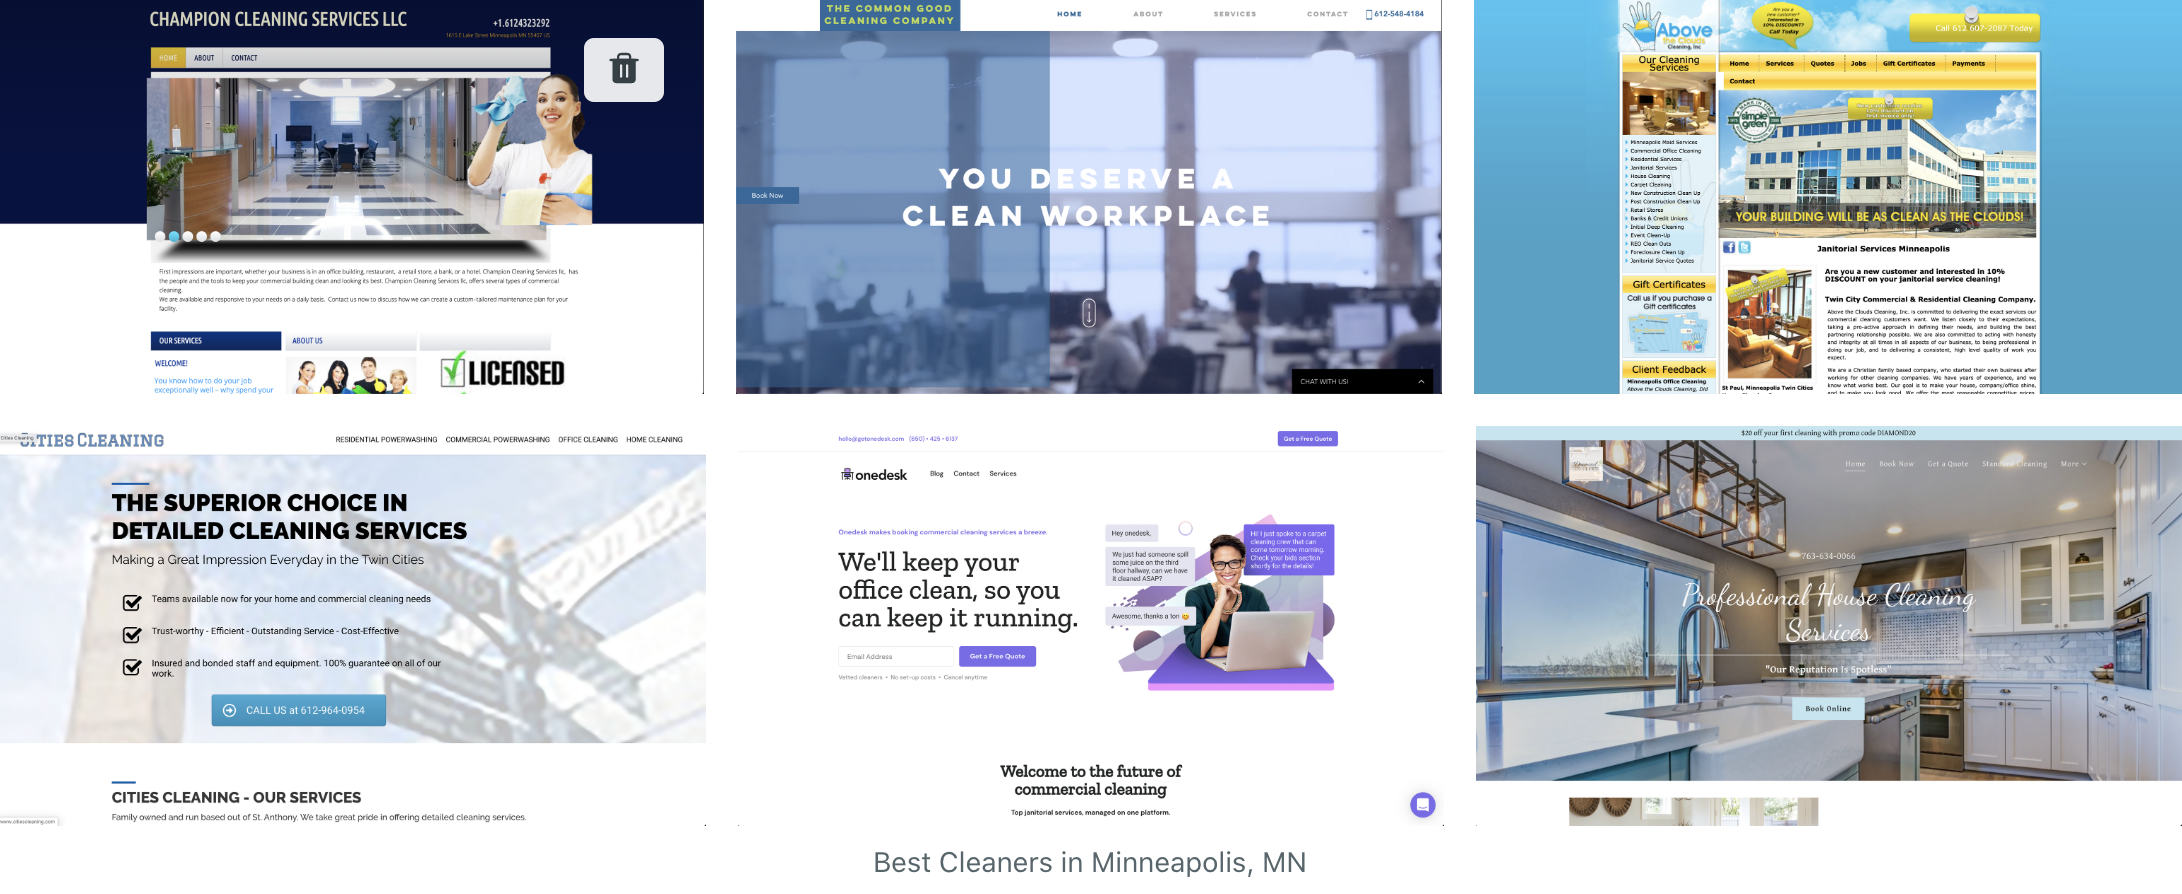 CHAMPION CLEANING SERVICES LLC
+1.6124323292
1615 E Lake Street Minneapolis MN 55407 US
HOME ABOUT CONTACT
First impressions are important, whether your business is in an office building, restaurant, a retail store, a bank, or a hotel. Champion Cleaning Services llc, has
the people and the tools to keep your commercial building clean and looking its best. Champion Cleaning Services llc, offers several types of commercial
cleaning.
We are available and responsive to your needs on a daily basis. Contact us now to discuss how we can create a custom-tailored maintenance plan for your
facility.
OUR SERVICES
ABOUT US
WELCOME!
You know how to do your job
exceptionally well - why spend your
LICENSED
THE COMMON GOOD
CLEANING COMPANY
HOME ABOUT SERVICES CONTACT 612-548-4184
YOU DESERVE A
CLEAN WORKPLACE
Book Now
CHAT WITH US!
Above
the Clouds
Cleaning, Inc
Are you a
new customer?
Interested in
10% DISCOUNT?
Call Today
Call 612 607-2087 Today
Our Cleaning
Services
Home Services Quotes Jobs Gift Certificates Payments
Contact
simple
green
Minneapolis Maid Services
Commercial Office Cleaning
Residential Services
Janitorial Services
House Cleaning
Carpet Cleaning
New Construction Clean Up
Post Construction Clean Up
Retail Stores
Banks & Credit Unions
Initial Deep Cleaning
Event Clean-Up
REO Clean Outs
Foreclosure Clean Up
Janitorial Service Quotes
YOUR BUILDING WILL BE AS CLEAN AS THE CLOUDS!
Janitorial Services Minneapolis
Are you a new customer and interested in 10%
DISCOUNT on your janitorial service cleaning!
Twin City Commercial & Residential Cleaning Company.
Above the Clouds Cleaning, Inc. is committed to delivering the exact services our
commercial cleaning customers want. We listen closely to their expectations,
taking a pro-active approach in defining their needs, and building the best
partnering relationship possible. We are also committed to acting with honesty
and integrity at all times in all aspects of our business, to being professional in
doing our job, and to delivering a consistent, high level quality of work you
expect.
We are a Christian family based company, who started their own business after
working for other cleaning companies. We have years of experience, and we
know what works best. Our goal is to make your house, company/office shine,
and to make you look good. We offer the most reasonable competitive prices,
Gift Certificates
Call us if you purchase a
Gift certificates
Client Feedback
Minneapolis Office Cleaning
Above the Clouds Cleaning, Did
St Paul, Minneapolis Twin Cities
Cities Cleaning
CITIES CLEANING
RESIDENTIAL POWERWASHING COMMERCIAL POWERWASHING OFFICE CLEANING HOME CLEANING
THE SUPERIOR CHOICE IN
DETAILED CLEANING SERVICES
Making a Great Impression Everyday in the Twin Cities
Teams available now for your home and commercial cleaning needs
Trust-worthy - Efficient - Outstanding Service - Cost-Effective
Insured and bonded staff and equipment. 100% guarantee on all of our
work.
CALL US at 612-964-0954
CITIES CLEANING - OUR SERVICES
Family owned and run based out of St. Anthony. We take great pride in offering detailed cleaning services.
www.citiescleaning.com
hello@getonedesk.com (650) • 425 • 6137
Get a Free Quote
onedesk
Blog Contact Services
Onedesk makes booking commercial cleaning services a breeze.
We'll keep your
office clean, so you
can keep it running.
Email Address
Get a Free Quote
Vetted cleaners • No set-up costs • Cancel anytime
Hey onedesk.
We just had someone spill
some juice on the third
floor hallway, can we have
it cleaned ASAP?
Hi! I just spoke to a carpet
cleaning crew that can
come tomorrow morning.
Check your bids section
shortly for the details!
Awesome, thanks a ton
Welcome to the future of
commercial cleaning
Top janitorial services, managed on one platform.
$20 off your first cleaning with promo code DIAMOND20
Home Book Now Get a Quote Standard Cleaning More
763-634-0066
Professional House Cleaning
Services
"Our Reputation Is Spotless"
Book Online
Best Cleaners in Minneapolis, MN